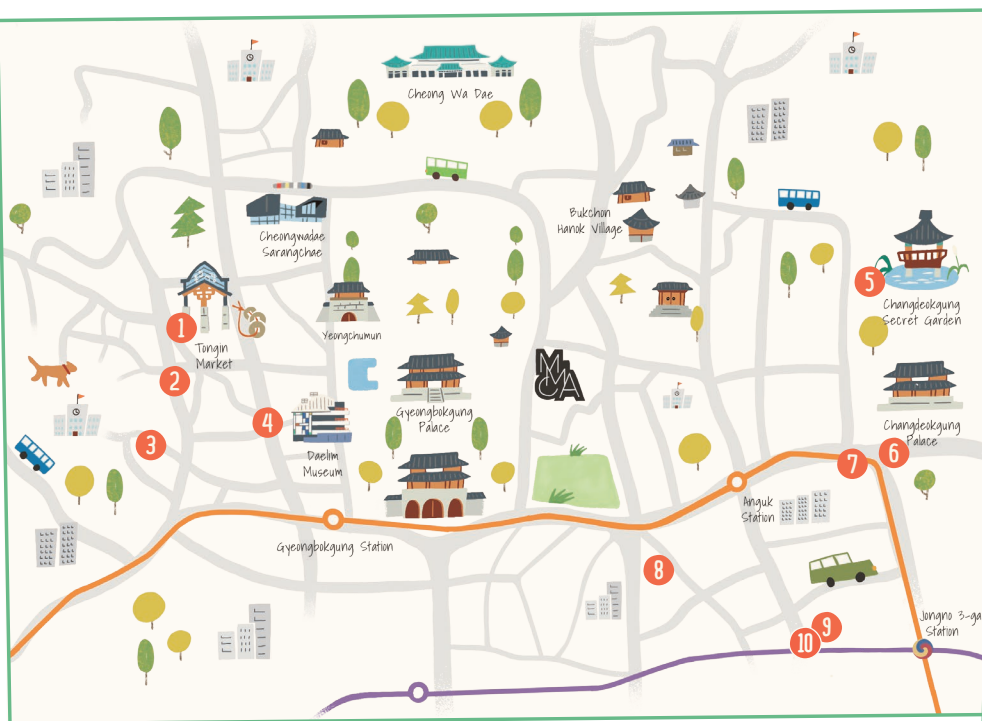 Cheong Wa Dae
Bukchon
Hanok Village
Cheongwadae
Sarangchae
5
Changdeokgung
Secret Garden
1
Tongin
Market
Yeongchumun
2
MMCA
4
Gyeongbokgung
Palace
3
Daelim
Museum
Changdeokgung
Palace
6
7
Anguk
Station
Gyeongbokgung Station
8
9
10
Jongno 3-ga
Station